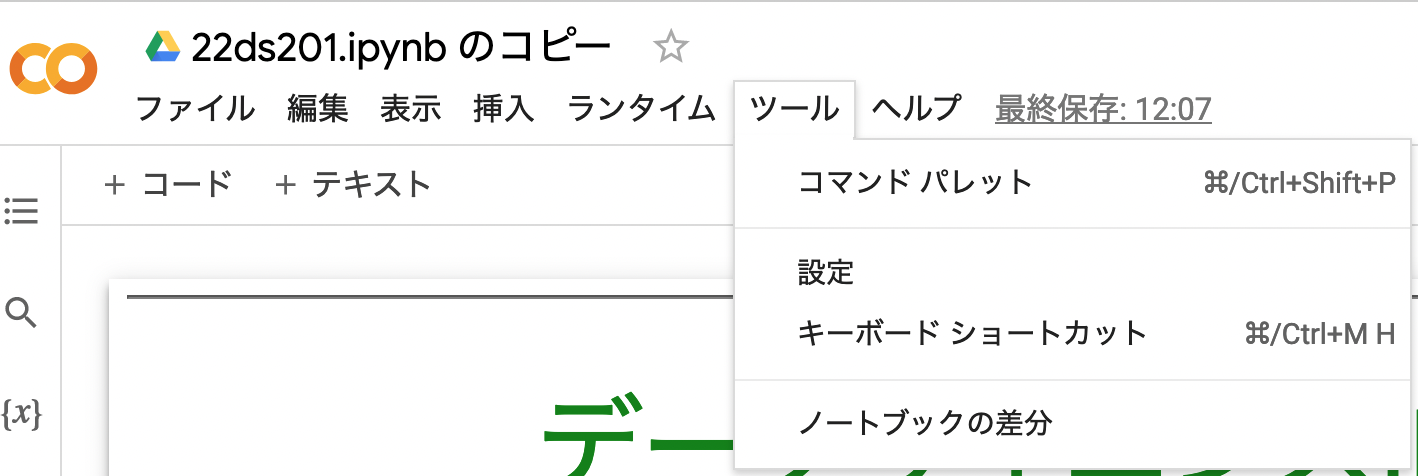 22ds201.ipynb のコピー
ファイル 編集 表示 挿入 ランタイム ツール ヘルプ 最終保存: 12:07
+ コード + テキスト
コマンド パレット ⌘/Ctrl+Shift+P
設定
キーボード ショートカット ⌘/Ctrl+M H
{x}
ノートブックの差分
デー